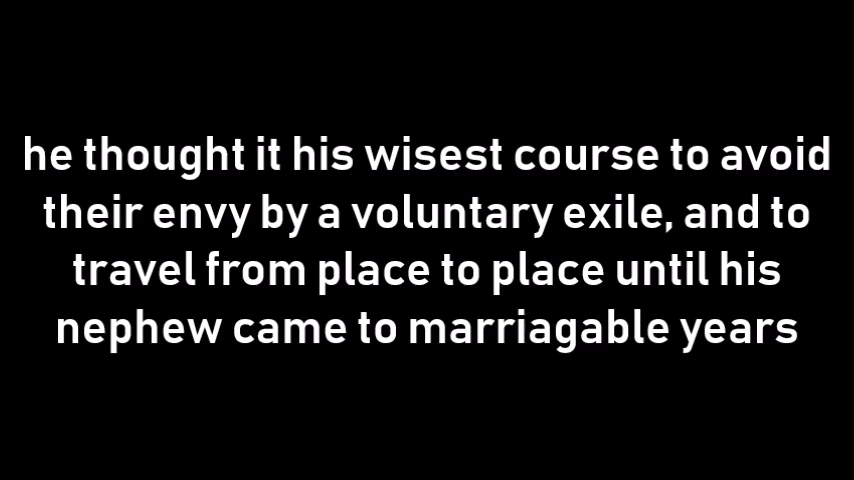 he thought it his wisest course to avoid
their envy by a voluntary exile, and to
travel from place to place until his
nephew came to marriagable years